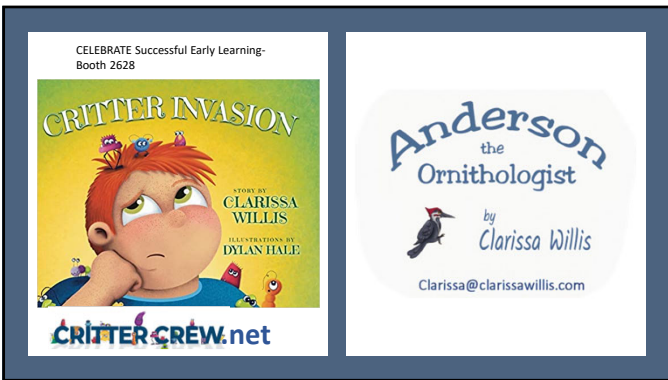 CELEBRATE Successful Early Learning-
Booth 2628
CRITTER INVASION
STORY BY
CLARISSA
WILLIS
ILLUSTRATIONS BY
DYLAN HALE
CRITTER CREW.net
Anderson
the
Ornithologist
by
Clarissa Willis
Clarissa@clarissawillis.com